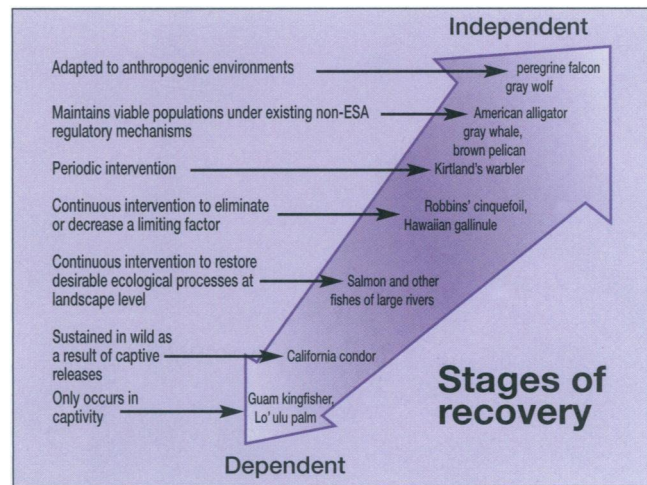 Independent
Adapted to anthropogenic environments
peregrine falcon
gray wolf
Maintains viable populations under existing non-ESA
regulatory mechanisms
American alligator
gray whale,
brown pelican
Periodic intervention
Kirtland's warbler
Continuous intervention to eliminate
or decrease a limiting factor
Robbins' cinquefoil,
Hawaiian gallinule
Continuous intervention to restore
desirable ecological processes at
landscape level
Salmon and other
fishes of large rivers
Sustained in wild as
a result of captive
releases
California condor
Only occurs in
captivity
Guam kingfisher,
Lo'ulu palm
Stages of
recovery
Dependent